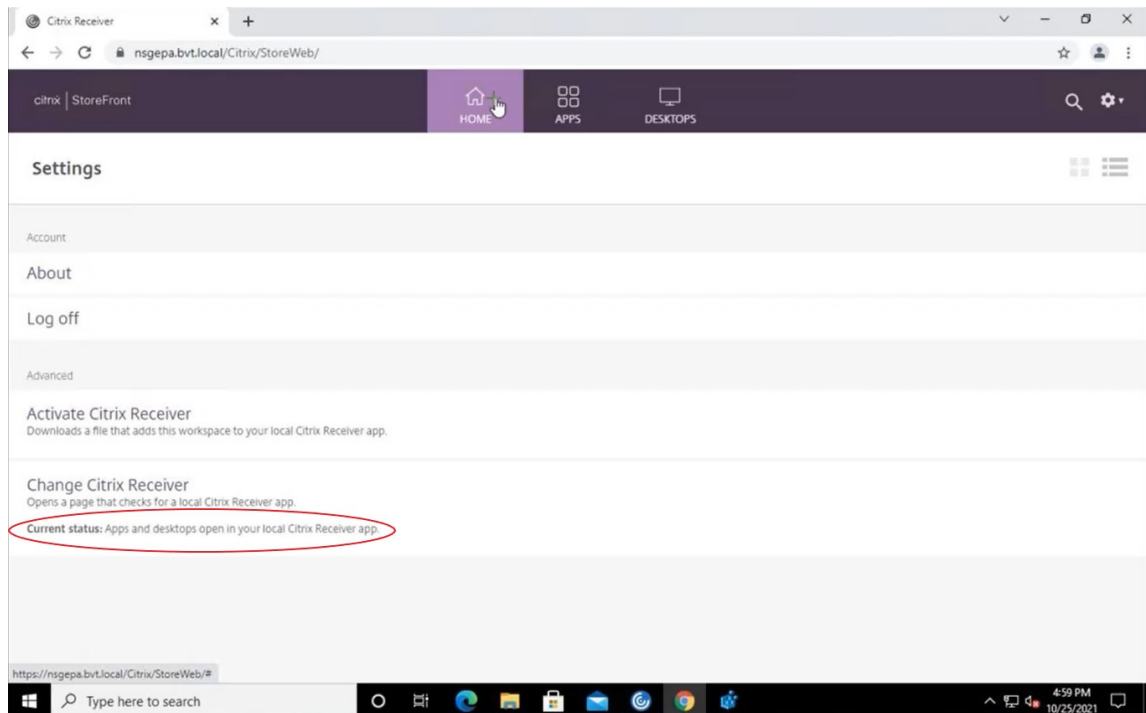 Citrix Receiver
nsgepa.bvt.local/Citrix/StoreWeb/
citrix | StoreFront
HOME
APPS
DESKTOPS
Settings
Account
About
Log off
Advanced
Activate Citrix Receiver
Downloads a file that adds this workspace to your local Citrix Receiver app.
Change Citrix Receiver
Opens a page that checks for a local Citrix Receiver app.
Current status: Apps and desktops open in your local Citrix Receiver app.
https://nsgepa.bvt.local/Citrix/StoreWeb/#
Type here to search
4:59 PM
10/25/2021